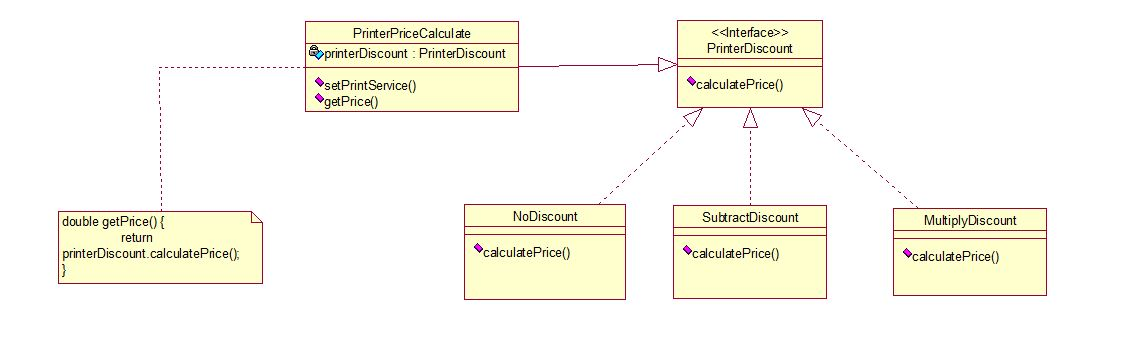 PrinterPriceCalculate
printerDiscount : PrinterDiscount
setPrintService()
getPrice()
<<Interface>>
PrinterDiscount
calculatePrice()
double getPrice() {
return
printerDiscount.calculatePrice();
}
NoDiscount
calculatePrice()
SubtractDiscount
calculatePrice()
MultiplyDiscount
calculatePrice()